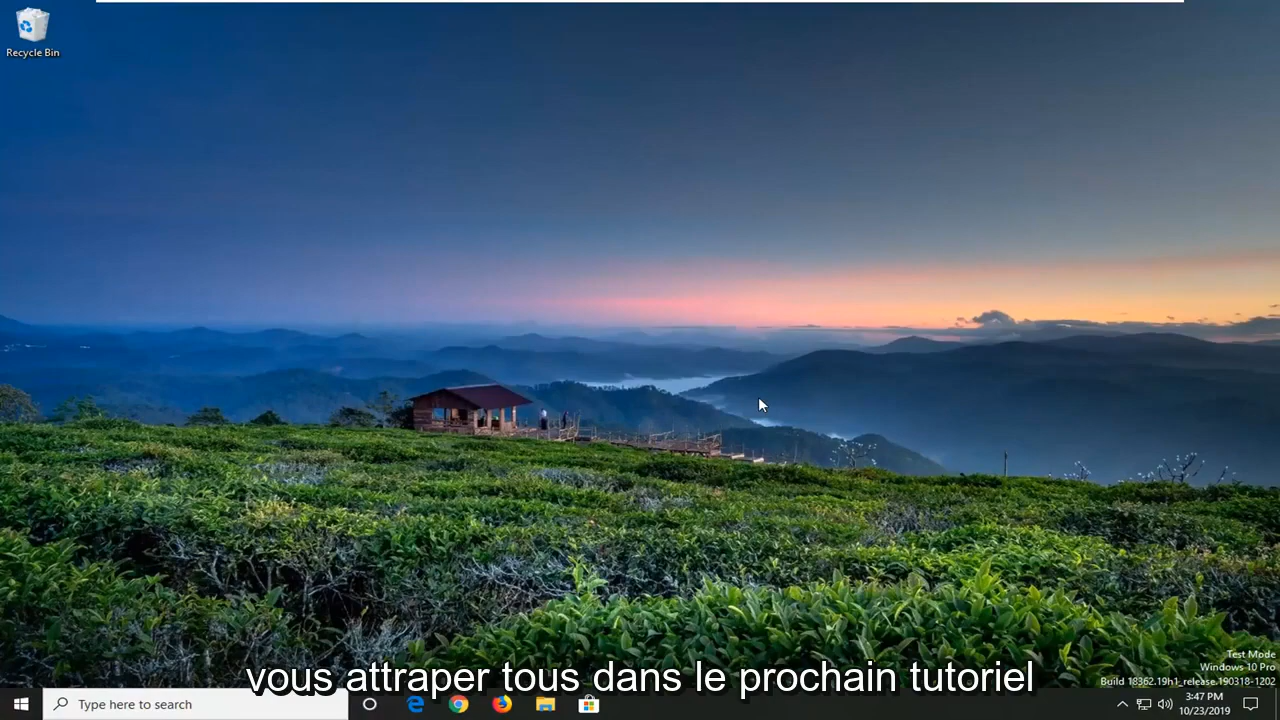 Recycle Bin
vous attraper tous dans le prochain tutoriel
Test Mode
Windows 10 Pro
Build 18362.19h1_release.190318-1202
Type here to search
3:47 PM
10/23/2019